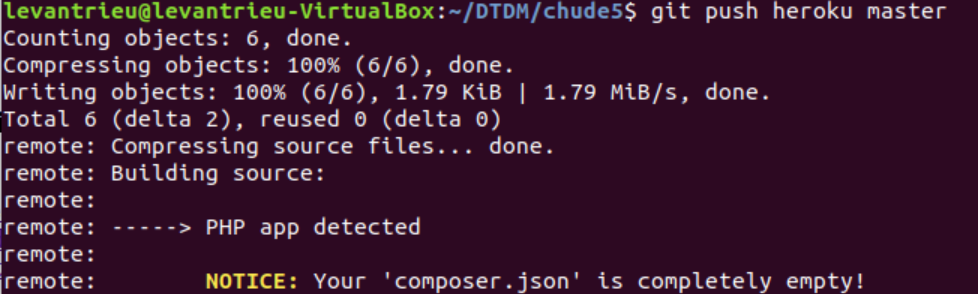 levantrieu@levantrieu-VirtualBox:~/DTDM/chude5$ git push heroku master
Counting objects: 6, done.
Compressing objects: 100% (6/6), done.
Writing objects: 100% (6/6), 1.79 KiB | 1.79 MiB/s, done.
Total 6 (delta 2), reused 0 (delta 0)
remote: Compressing source files... done.
remote: Building source:
remote:
remote: -----> PHP app detected
remote:
remote:        NOTICE: Your 'composer.json' is completely empty!